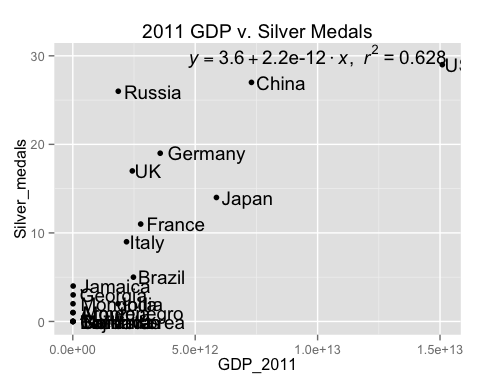 2011 GDP v. Silver Medals
y = 3.6 + 2.2e-12 · x, r² = 0.628
30
China
Russia
Germany
20
UK
Silver_medals
Japan
France
10
Italy
Brazil
Jamaica
Georgia
Mongolia
Montenegro
0
0.0e+00 5.0e+12 1.0e+13 1.5e+13
GDP_2011